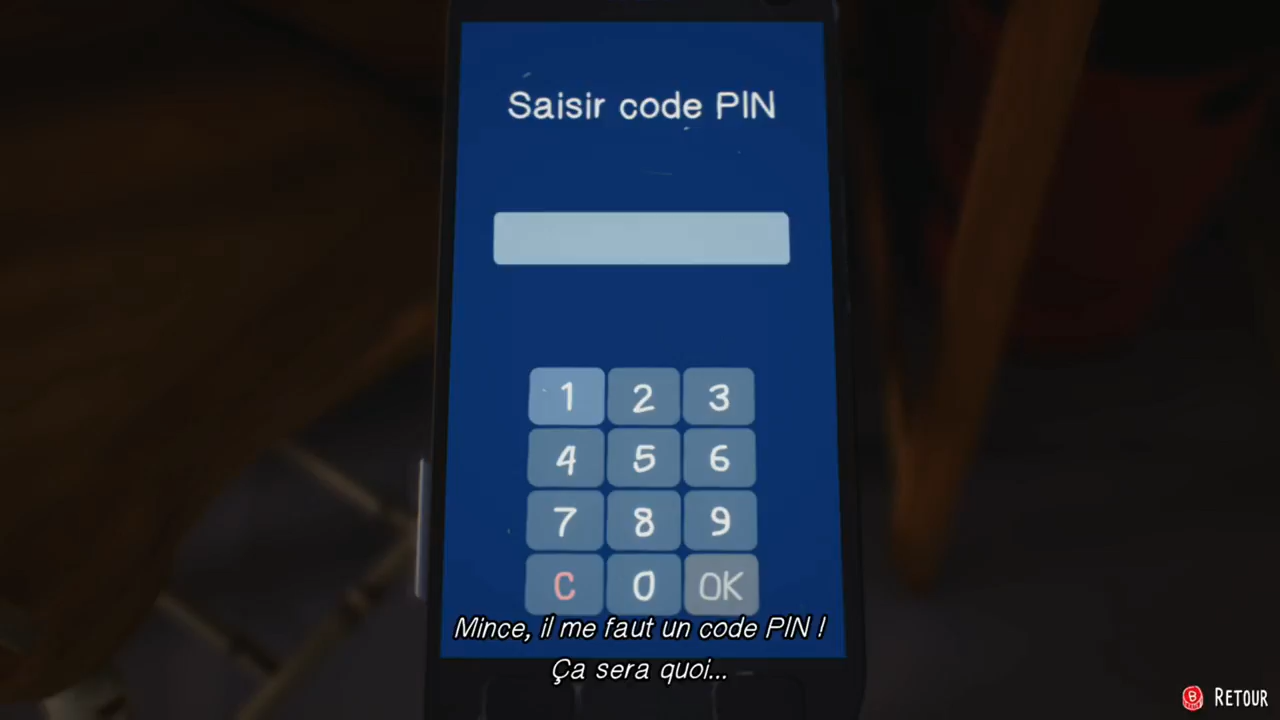 Saisir code PIN
1 2 3
4 5 6
7 8 9
C 0 OK
Mince, il me faut un code PIN !
Ça sera quoi...
B RETOUR